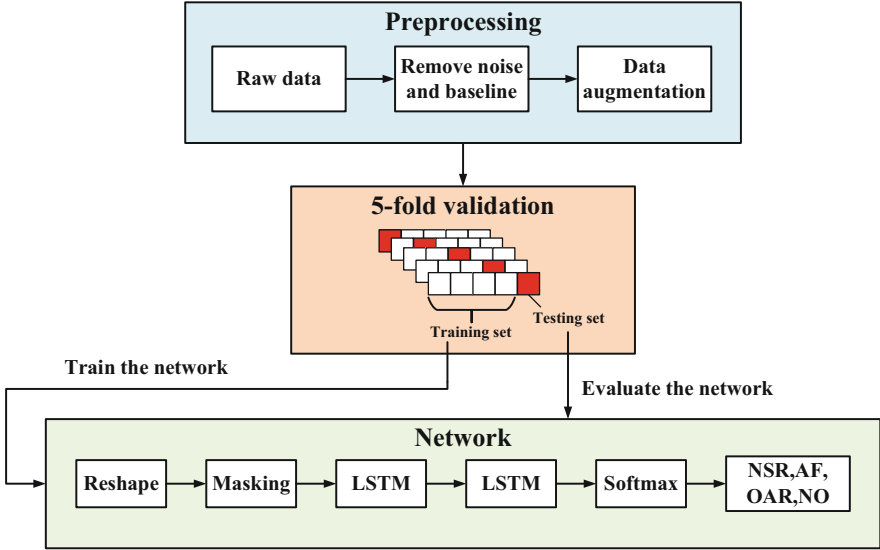 Preprocessing
Raw data
Remove noise
and baseline
Data
augmentation
5-fold validation
Training set
Testing set
Train the network
Evaluate the network
Network
Reshape
Masking
LSTM
LSTM
Softmax
NSR,AF,
OAR,NO